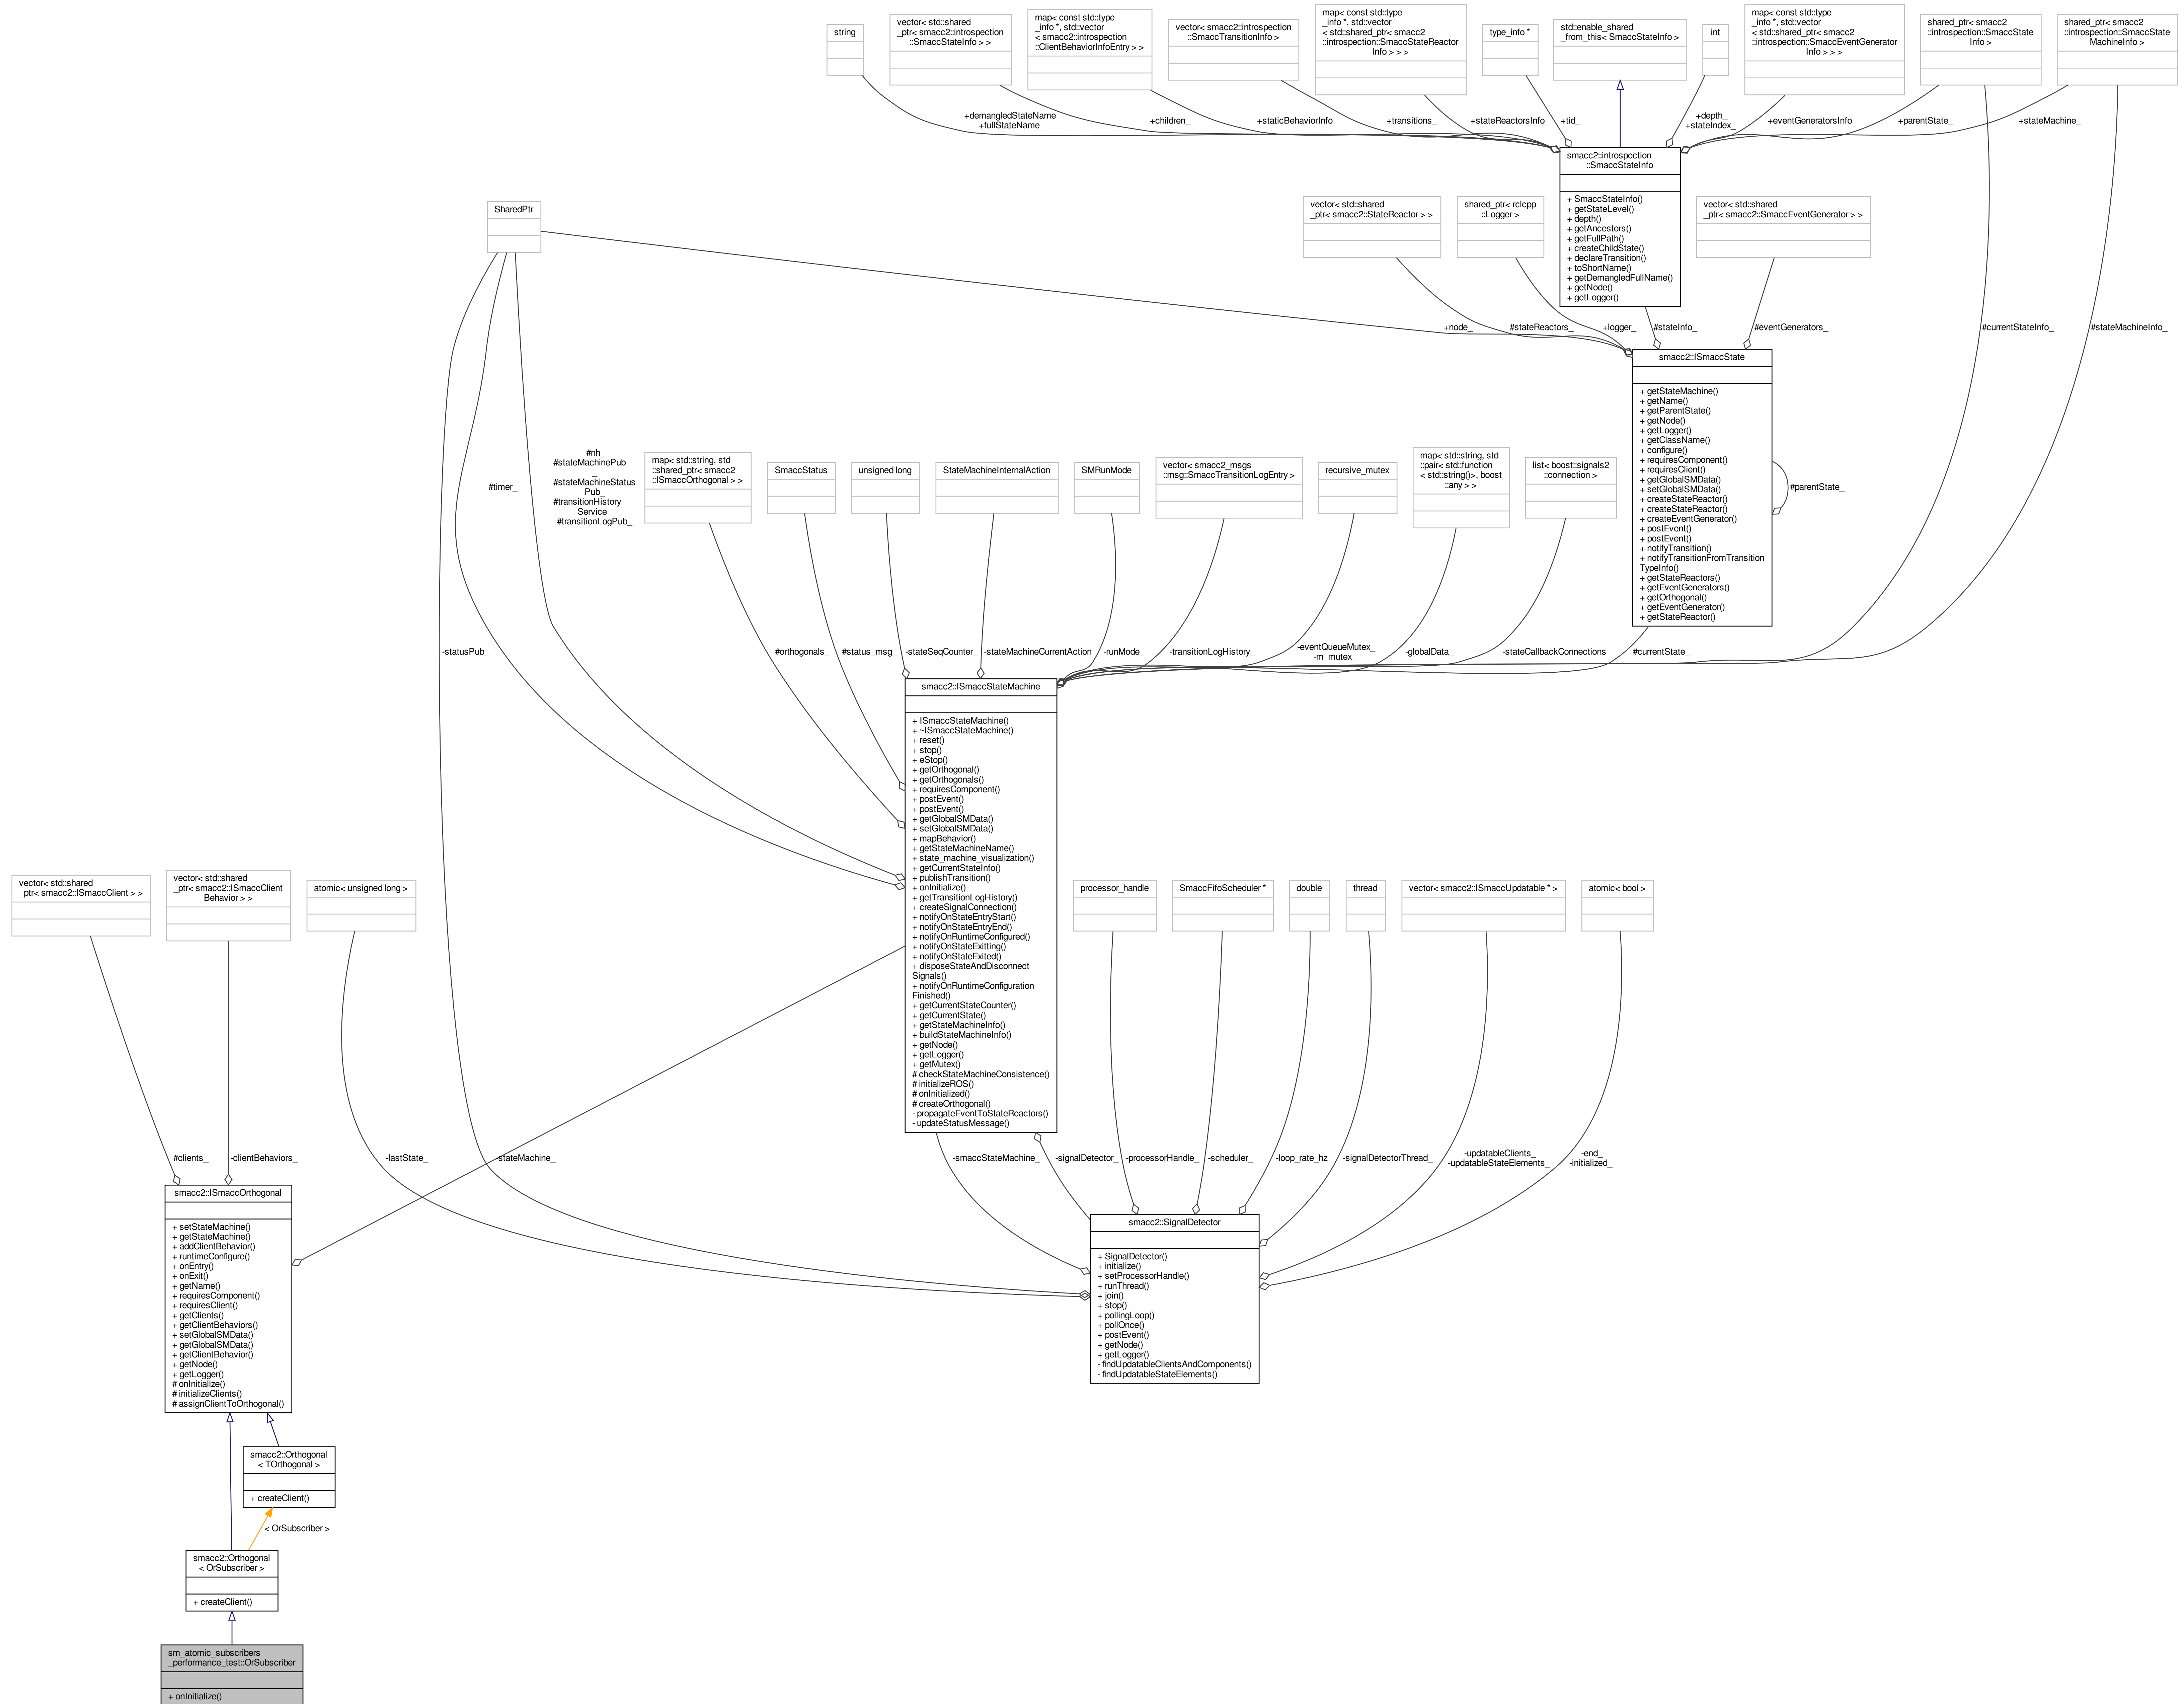 string
vector< std::shared
_ptr< smacc2::introspection
::SmaccStateInfo > >
map< const std::type
_info *, std::vector
< smacc2::introspection
::ClientBehaviorInfoEntry > >
vector< smacc2::introspection
::SmaccTransitionInfo >
map< const std::type
_info *, std::vector
< std::shared_ptr< smacc2
::introspection::SmaccStateReactor
Info > > >
type_info *
std::enable_shared
_from_this< SmaccStateInfo >
int
map< const std::type
_info *, std::vector
< std::shared_ptr< smacc2
::introspection::SmaccEventGenerator
Info > > >
shared_ptr< smacc2
::introspection::SmaccState
Info >
shared_ptr< smacc2
::introspection::SmaccState
MachineInfo >
+demangledStateName
+fullStateName
+children_
+staticBehaviorInfo
+transitions_
+stateReactorsInfo
+tid_
+depth_
+stateIndex_
+eventGeneratorsInfo
+parentState_
+stateMachine_
smacc2::introspection
::SmaccStateInfo
+ SmaccStateInfo()
+ getStateLevel()
+ depth()
+ getAncestors()
+ getFullPath()
+ createChildState()
+ declareTransition()
+ toShortName()
+ getDemangledFullName()
+ getNode()
+ getLogger()
SharedPtr
vector< std::shared
_ptr< smacc2::StateReactor > >
shared_ptr< rclcpp
::Logger >
vector< std::shared
_ptr< smacc2::SmaccEventGenerator > >
+node_
#stateReactors_
+logger_
#stateInfo_
#eventGenerators_
#currentStateInfo_
#stateMachineInfo_
smacc2::ISmaccState
+ getStateMachine()
+ getName()
+ getParentState()
+ getNode()
+ getLogger()
+ getClassName()
+ configure()
+ requiresComponent()
+ requiresClient()
+ getGlobalSMData()
+ setGlobalSMData()
+ createStateReactor()
+ createStateReactor()
+ createEventGenerator()
+ postEvent()
+ postEvent()
+ notifyTransition()
+ notifyTransitionFromTransition
TypeInfo()
+ getStateReactors()
+ getEventGenerators()
+ getOrthogonal()
+ getEventGenerator()
+ getStateReactor()
#parentState_
#timer_
#nh_
#stateMachinePub
_
#stateMachineStatus
Pub_
#transitionHistory
Service_
#transitionLogPub_
map< std::string, std
::shared_ptr< smacc2
::ISmaccOrthogonal > >
SmaccStatus
unsigned long
StateMachineInternalAction
SMRunMode
vector< smacc2_msgs
::msg::SmaccTransitionLogEntry >
recursive_mutex
map< std::string, std
::pair< std::function
< std::string()>, boost
::any > >
list< boost::signals2
::connection >
-statusPub_
#orthogonals_
#status_msg_
-stateSeqCounter_
-stateMachineCurrentAction
-runMode_
-transitionLogHistory_
-eventQueueMutex_
-m_mutex_
-globalData_
-stateCallbackConnections
#currentState_
smacc2::ISmaccStateMachine
+ ISmaccStateMachine()
+ ~ISmaccStateMachine()
+ reset()
+ stop()
+ eStop()
+ getOrthogonal()
+ getOrthogonals()
+ requiresComponent()
+ postEvent()
+ postEvent()
+ getGlobalSMData()
+ setGlobalSMData()
+ mapBehavior()
+ getStateMachineName()
+ state_machine_visualization()
+ getCurrentStateInfo()
+ publishTransition()
+ onInitialize()
+ getTransitionLogHistory()
+ createSignalConnection()
+ notifyOnStateEntryStart()
+ notifyOnStateEntryEnd()
+ notifyOnRuntimeConfigured()
+ notifyOnStateExitting()
+ notifyOnStateExited()
+ disposeStateAndDisconnect
Signals()
+ notifyOnRuntimeConfiguration
Finished()
+ getCurrentStateCounter()
+ getCurrentState()
+ getStateMachineInfo()
+ buildStateMachineInfo()
+ getNode()
+ getLogger()
+ getMutex()
# checkStateMachineConsistence()
# initializeROS()
# onInitialized()
# createOrthogonal()
- propagateEventToStateReactors()
- updateStatusMessage()
vector< std::shared
_ptr< smacc2::ISmaccClient > >
vector< std::shared
_ptr< smacc2::ISmaccClient
Behavior > >
atomic< unsigned long >
processor_handle
SmaccFifoScheduler *
double
thread
vector< smacc2::ISmaccUpdatable * >
atomic< bool >
#clients_
-clientBehaviors_
-lastState_
-stateMachine_
-smaccStateMachine_
-signalDetector_
-processorHandle_
-scheduler_
-loop_rate_hz
-signalDetectorThread_
-updatableClients_
-updatableStateElements_
-end_
-initialized_
smacc2::ISmaccOrthogonal
+ setStateMachine()
+ getStateMachine()
+ addClientBehavior()
+ runtimeConfigure()
+ onEntry()
+ onExit()
+ getName()
+ requiresComponent()
+ requiresClient()
+ getClients()
+ getClientBehaviors()
+ setGlobalSMData()
+ getGlobalSMData()
+ getClientBehavior()
+ getNode()
+ getLogger()
# onInitialize()
# initializeClients()
# assignClientToOrthogonal()
smacc2::SignalDetector
+ SignalDetector()
+ initialize()
+ setProcessorHandle()
+ runThread()
+ join()
+ stop()
+ pollingLoop()
+ pollOnce()
+ postEvent()
+ getNode()
+ getLogger()
- findUpdatableClientsAndComponents()
- findUpdatableStateElements()
smacc2::Orthogonal
< TOrthogonal >
+ createClient()
< OrSubscriber >
smacc2::Orthogonal
< OrSubscriber >
+ createClient()
sm_atomic_subscribers
_performance_test::OrSubscriber
+ onInitialize()